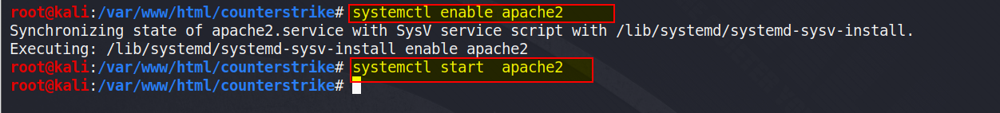 root@kali:/var/www/html/counterstrike# systemctl enable apache2
Synchronizing state of apache2.service with SysV service script with /lib/systemd/systemd-sysv-install.
Executing: /lib/systemd/systemd-sysv-install enable apache2
root@kali:/var/www/html/counterstrike# systemctl start  apache2
root@kali:/var/www/html/counterstrike#